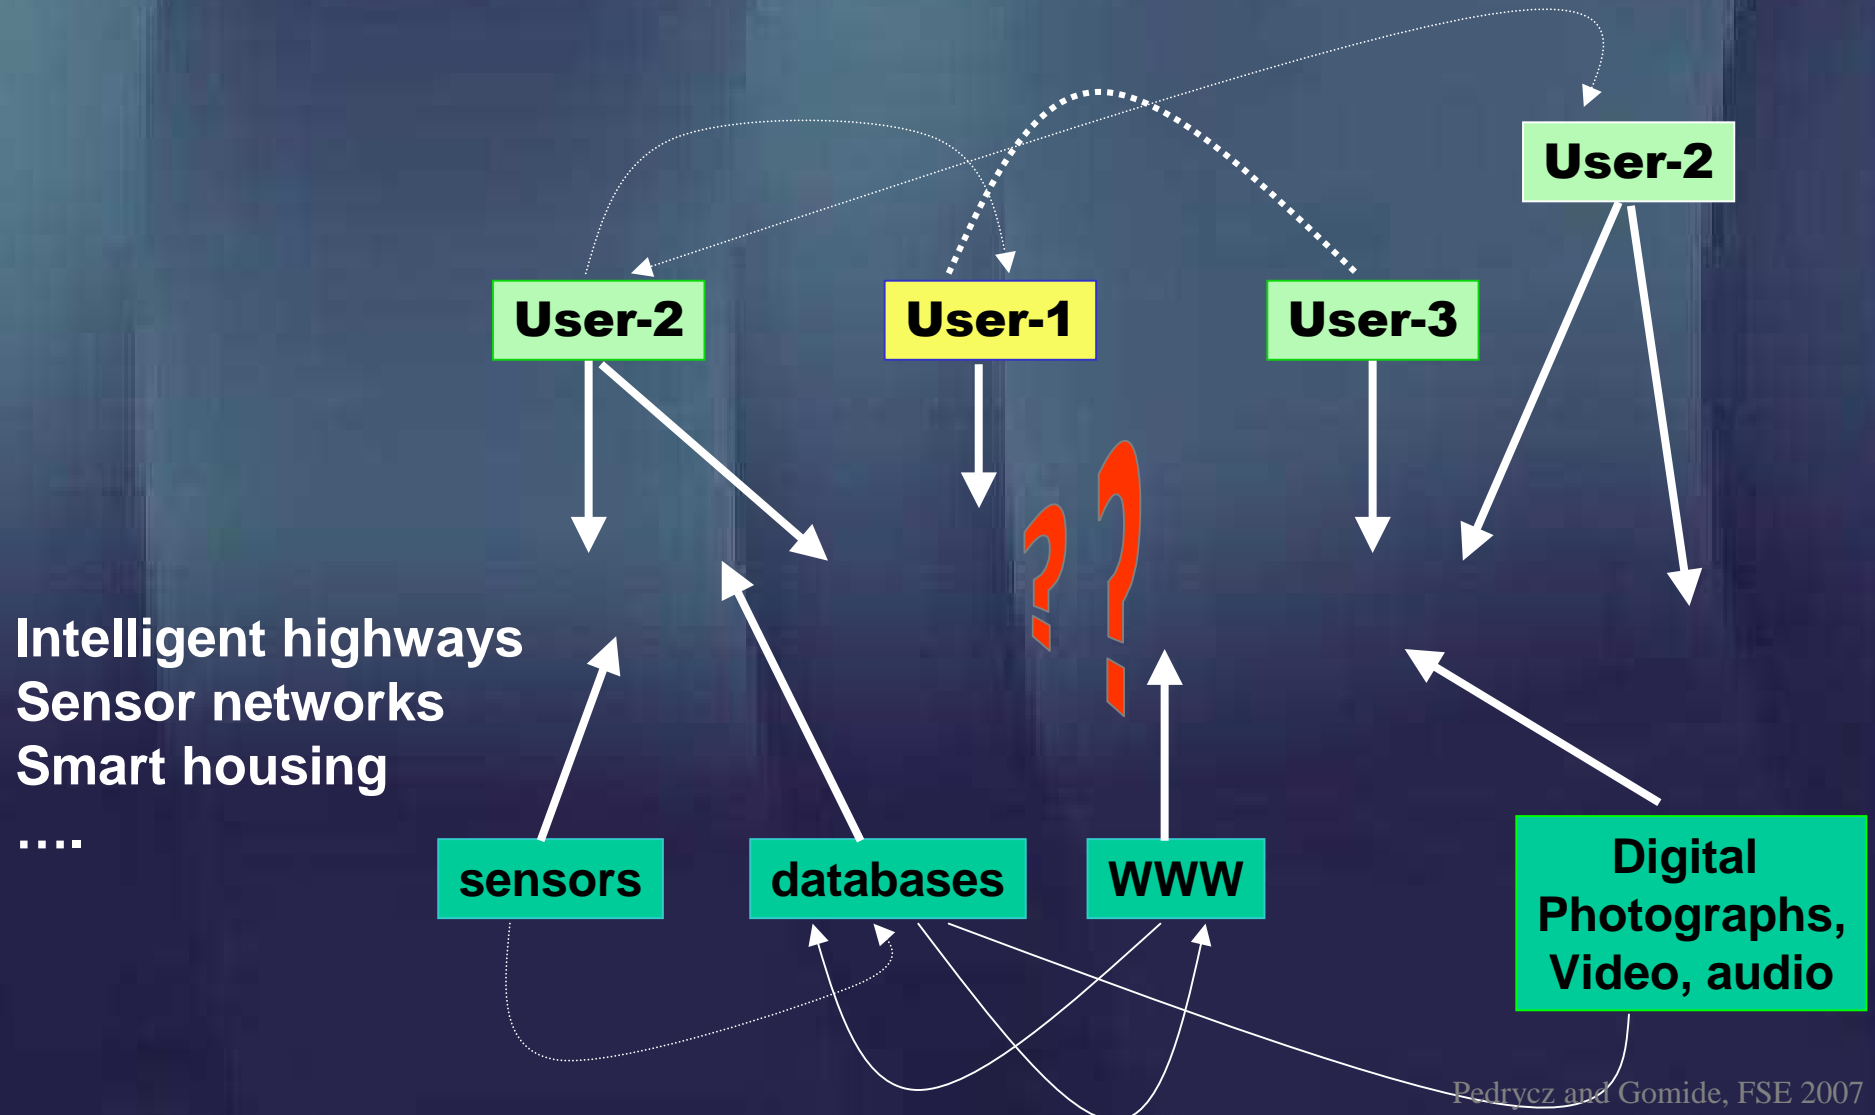 User-2
User-2
User-1
User-3
? ?
Intelligent highways
Sensor networks
Smart housing
….
sensors
databases
WWW
Digital
Photographs,
Video, audio
Pedrycz and Gomide, FSE 2007